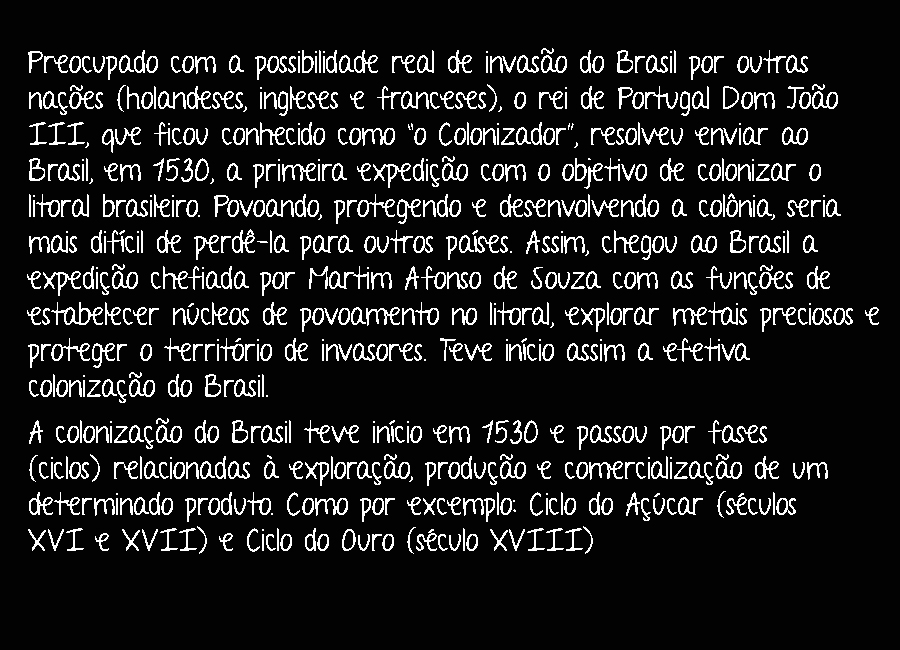 Preocupado com a possibilidade real de invasão do Brasil por outras
nações (holandeses, ingleses e franceses), o rei de Portugal Dom João
III, que ficou conhecido como "o Colonizador", resolveu enviar ao
Brasil, em 1530, a primeira expedição com o objetivo de colonizar o
litoral brasileiro. Povoando, protegendo e desenvolvendo a colônia, seria
mais difícil de perdê-la para outros países. Assim, chegou ao Brasil a
expedição chefiada por Martim Afonso de Souza com as funções de
estabelecer núcleos de povoamento no litoral, explorar metais preciosos e
proteger o território de invasores. Teve início assim a efetiva
colonização do Brasil.
A colonização do Brasil teve início em 1530 e passou por fases
(ciclos) relacionadas à exploração, produção e comercialização de um
determinado produto. Como por excemplo: Ciclo do Açúcar (séculos
XVI e XVII) e Ciclo do Ouro (século XVIII)